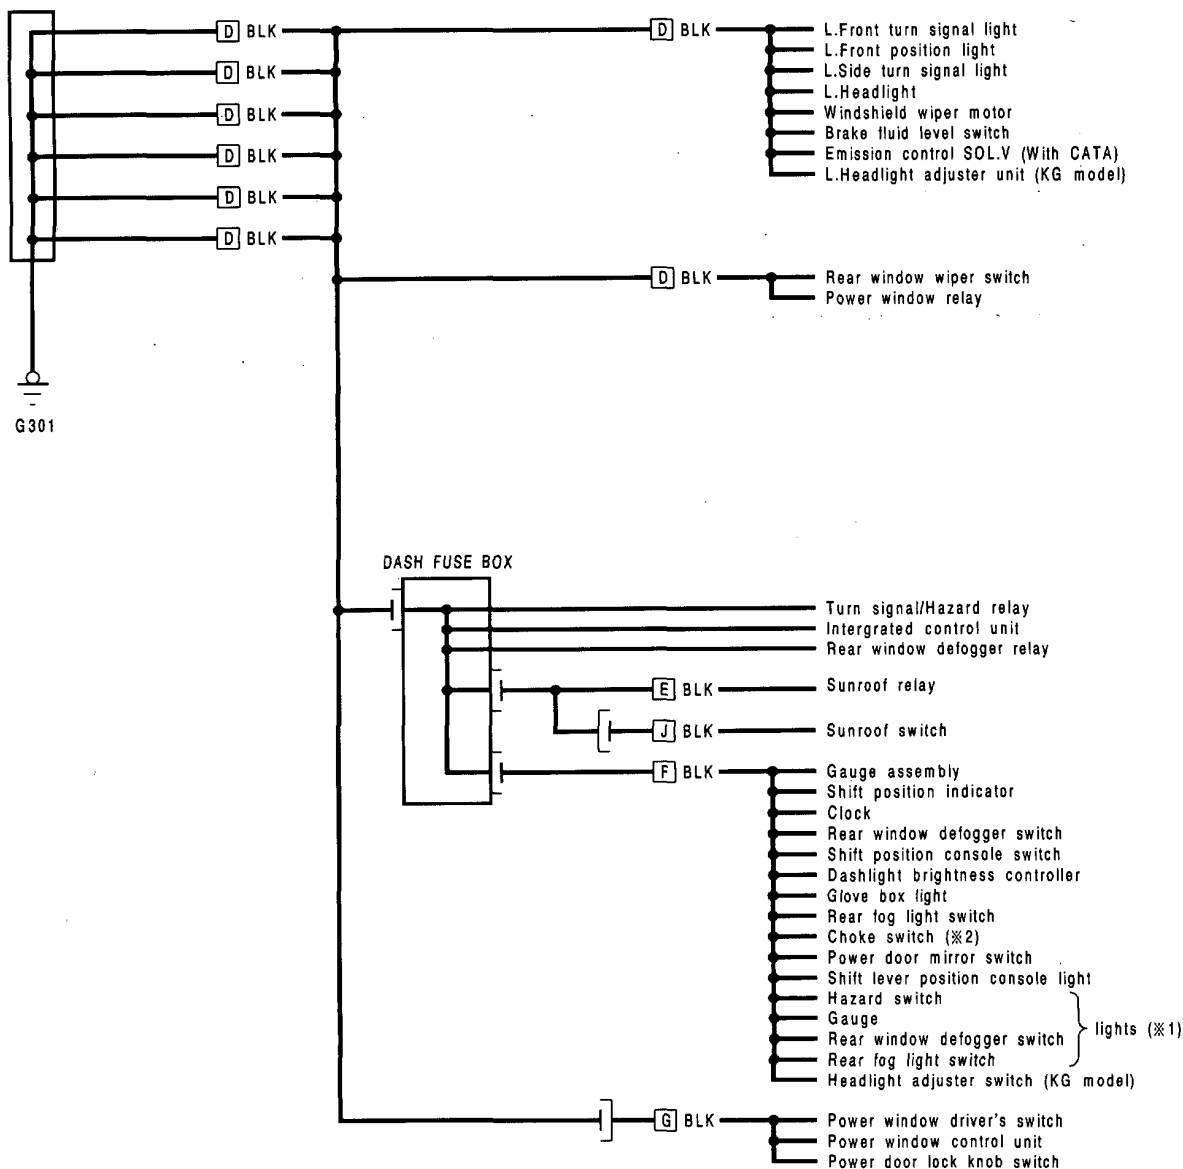 D BLK D BLK L.Front turn signal light
L.Front position light
D BLK L.Side turn signal light
L.Headlight
D BLK Windshield wiper motor
Brake fluid level switch
D BLK Emission control SOL.V (With CATA)
L.Headlight adjuster unit (KG model)
D BLK
D BLK
D BLK Rear window wiper switch
Power window relay
G301
DASH FUSE BOX
Turn signal/Hazard relay
Intergrated control unit
Rear window defogger relay
E BLK Sunroof relay
J BLK Sunroof switch
F BLK Gauge assembly
Shift position indicator
Clock
Rear window defogger switch
Shift position console switch
Dashlight brightness controller
Glove box light
Rear fog light switch
Choke switch (※2)
Power door mirror switch
Shift lever position console light
Hazard switch
Gauge
lights (※1)
Rear window defogger switch
Rear fog light switch
Headlight adjuster switch (KG model)
G BLK Power window driver's switch
Power window control unit
Power door lock knob switch